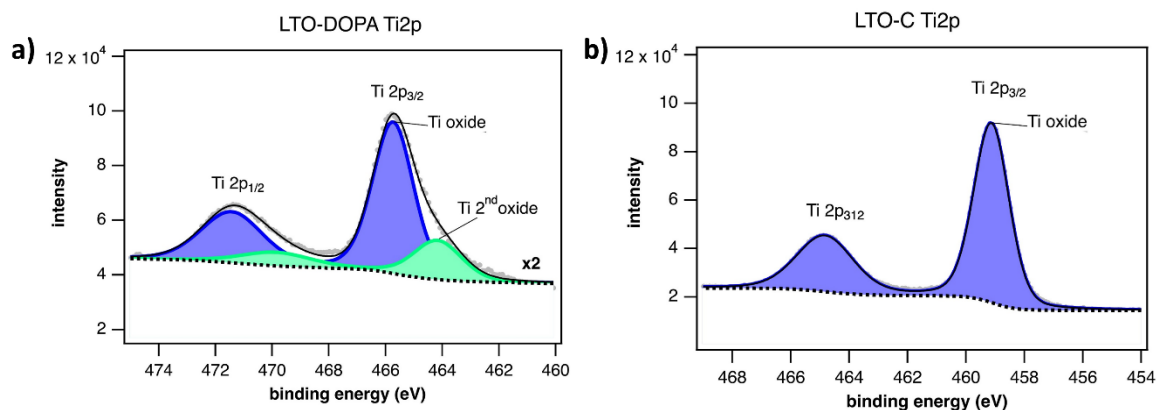 LTO-DOPA Ti2p
a)
12 x 10⁴
10
8
6
4
2
intensity
Ti 2p3/2
Ti oxide
Ti 2p1/2
Ti 2ⁿᵈoxide
x2
474 472 470 468 466 464 462 460
binding energy (eV)
LTO-C Ti2p
b)
12 x 10⁴
10
8
6
4
2
intensity
Ti 2p3/2
Ti oxide
Ti 2p312
468 466 464 462 460 458 456 454
binding energy (eV)